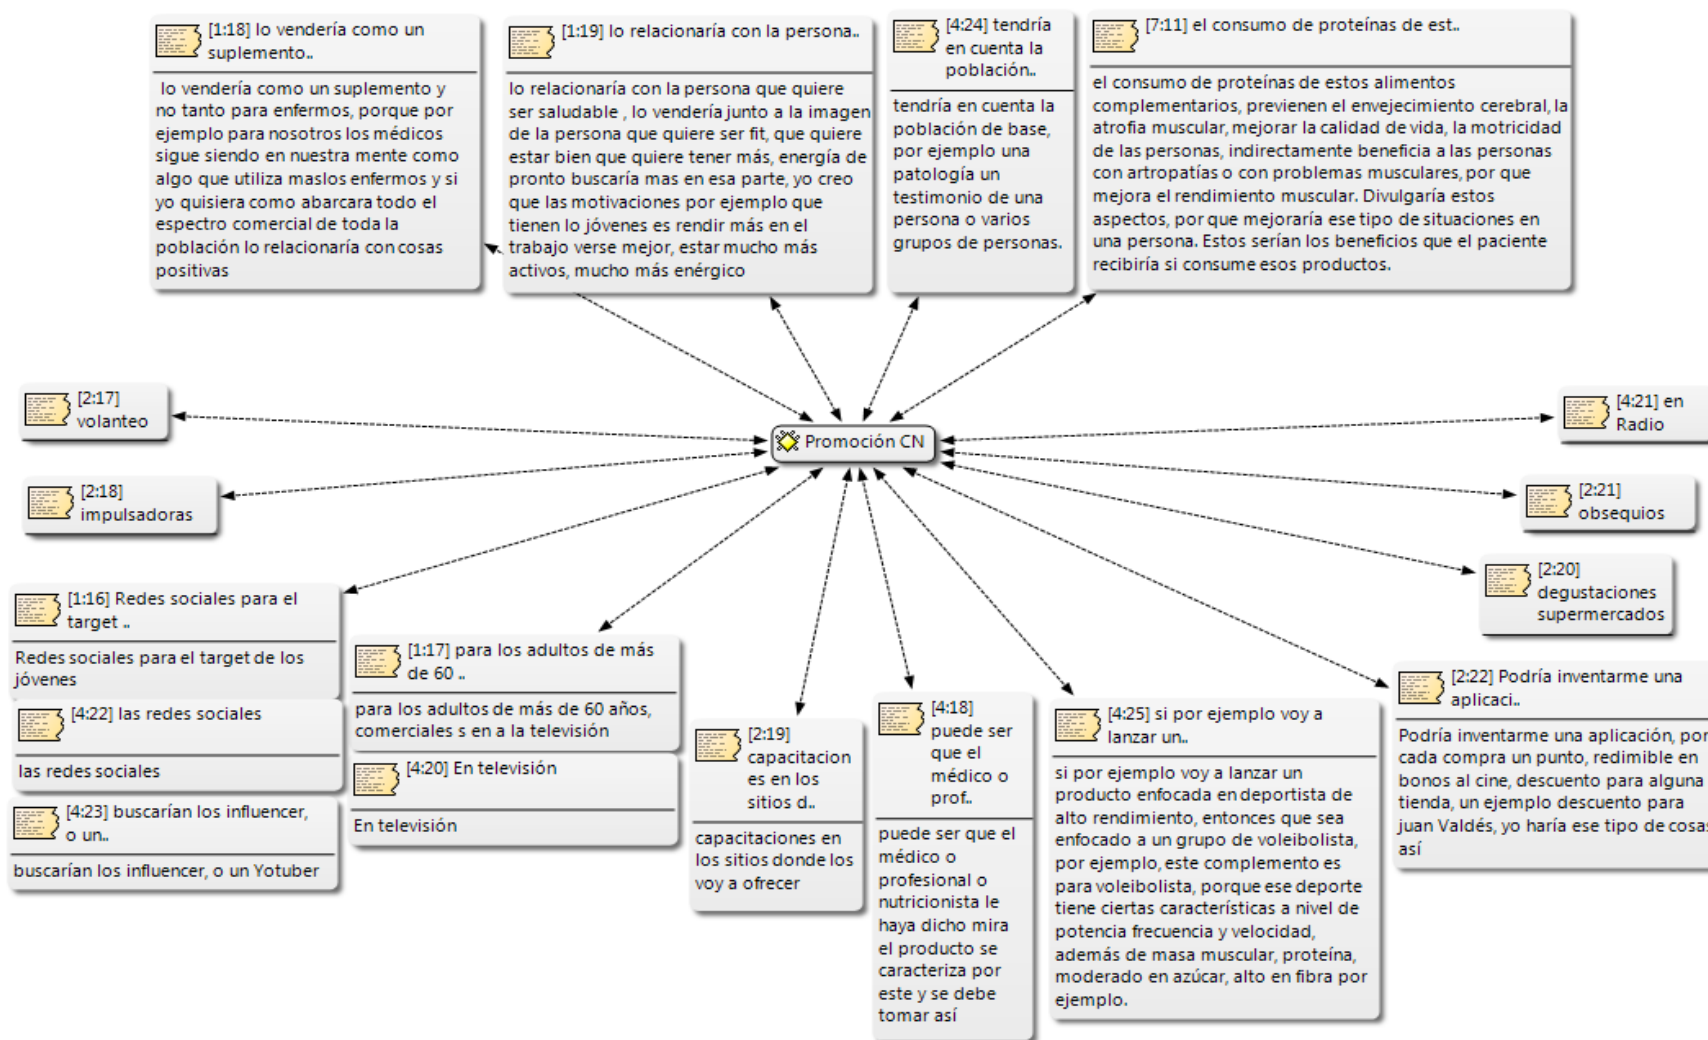 [1:18] lo vendería como un
suplemento..
lo vendería como un suplemento y
no tanto para enfermos, porque por
ejemplo para nosotros los médicos
sigue siendo en nuestra mente como
algo que utiliza maslos enfermos y si
yo quisiera como abarcara todo el
espectro comercial de toda la
población lo relacionaría con cosas
positivas
[1:19] lo relacionaría con la persona..
lo relacionaría con la persona que quiere
ser saludable , lo vendería junto a la imagen
de la persona que quiere ser fit, que quiere
estar bien que quiere tener más, energía de
pronto buscaría mas en esa parte, yo creo
que las motivaciones por ejemplo que
tienen lo jóvenes es rendir más en el
trabajo verse mejor, estar mucho más
activos, mucho más enérgico
[4:24] tendría
en cuenta la
población..
tendría en cuenta la
población de base,
por ejemplo una
patología un
testimonio de una
persona o varios
grupos de personas.
[7:11] el consumo de proteínas de est..
el consumo de proteínas de estos alimentos
complementarios, previenen el envejecimiento cerebral, la
atrofia muscular, mejorar la calidad de vida, la motricidad
de las personas, indirectamente beneficia a las personas
con artropatías o con problemas musculares, por que
mejora el rendimiento muscular. Divulgaría estos
aspectos, por que mejoraría ese tipo de situaciones en
una persona. Estos serían los beneficios que el paciente
recibiría si consume esos productos.
[2:17]
volanteo
Promoción CN
[4:21] en
Radio
[2:18]
impulsadoras
[2:21]
obsequios
[2:20]
degustaciones
supermercados
[1:16] Redes sociales para el
target ..
Redes sociales para el target de los
jóvenes
[4:22] las redes sociales
las redes sociales
[4:23] buscarían los influencer,
o un..
buscarían los influencer, o un Yotuber
[1:17] para los adultos de más
de 60 ..
para los adultos de más de 60 años,
comerciales s en a la televisión
[4:20] En televisión
En televisión
[2:19]
capacitacion
es en los
sitios d..
capacitaciones en
los sitios donde los
voy a ofrecer
[4:18]
puede ser
que el
médico o
prof..
puede ser que el
médico o
profesional o
nutricionista le
haya dicho mira
el producto se
caracteriza por
este y se debe
tomar así
[4:25] si por ejemplo voy a
lanzar un..
si por ejemplo voy a lanzar un
producto enfocada en deportista de
alto rendimiento, entonces que sea
enfocado a un grupo de voleibolista,
por ejemplo, este complemento es
para voleibolista, porque ese deporte
tiene ciertas características a nivel de
potencia frecuencia y velocidad,
además de masa muscular, proteína,
moderado en azúcar, alto en fibra por
ejemplo.
[2:22] Podría inventarme una
aplicaci..
Podría inventarme una aplicación, por
cada compra un punto, redimible en
bonos al cine, descuento para alguna
tienda, un ejemplo descuento para
juan Valdés, yo haría ese tipo de cosas
así